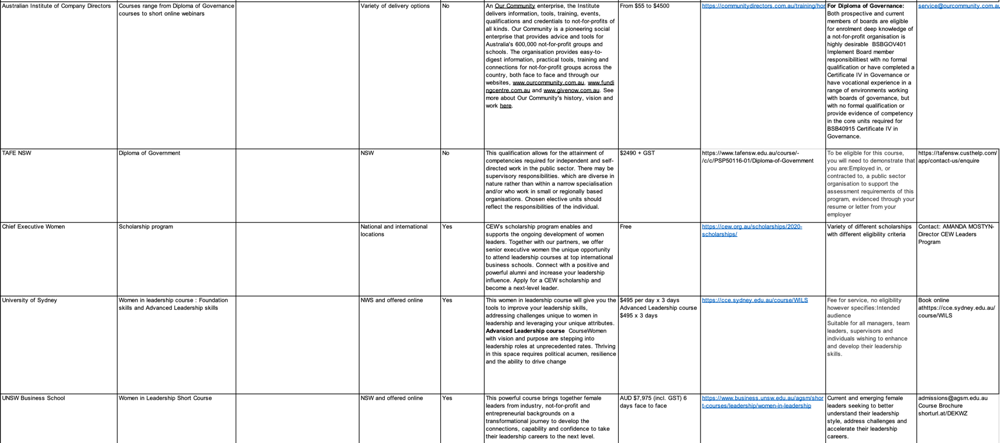 Australian Institute of Company Directors
Courses range from Diploma of Governance
courses to short online webinars
Variety of delivery options
No
An Our Community enterprise, the Institute
delivers information, tools, training, events,
qualifications and credentials to not-for-profits of
all kinds. Our Community is a pioneering social
enterprise that provides advice and tools for
Australia's 600,000 not-for-profit groups and
schools. The organisation provides easy-to-
digest information, practical tools, training and
connections for not-for-profit groups across the
country, both face to face and through our
websites, www.ourcommunity.com.au, www.fundi
ngcentre.com.au and www.givenow.com.au. See
more about Our Community's history, vision and
work here.
From $55 to $4500
https://communitydirectors.com.au/training/hor
For Diploma of Governance:
Both prospective and current
members of boards are eligible
for enrolment deep knowledge of
a not-for-profit organisation is
highly desirable  BSBGOV401
Implement Board member
responsibilitiest with no formal
qualification or have completed a
Certificate IV in Governance or
have vocational experience in a
range of environments working
with boards of governance, but
with no formal qualification or
provide evidence of competency
in the core units required for
BSB40915 Certificate IV in
Governance.
service@ourcommunity.com.au
TAFE NSW
Diploma of Government
NSW
No
This qualification allows for the attainment of
competencies required for independent and self-
directed work in the public sector. There may be
supervisory responsibilities. which are diverse in
nature rather than within a narrow specialisation
and/or who work in small or regionally based
organisations. Chosen elective units should
reflect the responsibilities of the individual.
$2490 + GST
https://www.tafensw.edu.au/course/-
/c/c/PSP50116-01/Diploma-of-Government
To be eligible for this course,
you will need to demonstrate that
you are:Employed in, or
contracted to, a public sector
organisation to support the
assessment requirements of this
program, evidenced through your
resume or letter from your
employer
https://tafensw.custhelp.com/
app/contact-us/enquire
Chief Executive Women
Scholarship program
National and international
locations
Yes
CEW's scholarship program enables and
supports the ongoing development of women
leaders. Together with our partners, we offer
senior executive women the unique opportunity
to attend leadership courses at top international
business schools. Connect with a positive and
powerful alumni and increase your leadership
influence. Apply for a CEW scholarship and
become a next-level leader.
Free
https://cew.org.au/scholarships/2020-
scholarships/
Variety of different scholarships
with different eligibility criteria
Contact: AMANDA MOSTYN-
Director CEW Leaders
Program
University of Sydney
Women in leadership course : Foundation
skills and Advanced Leadership skills
NWS and offered online
Yes
This women in leadership course will give you the
tools to improve your leadership skills,
addressing challenges unique to women in
leadership and leveraging your unique attributes.
Advanced Leadership course  CourseWomen
with vision and purpose are stepping into
leadership roles at unprecedented rates. Thriving
in this space requires political acumen, resilience
and the ability to drive change
$495 per day x 3 days
Advanced Leadership course
$495 x 3 days
https://cce.sydney.edu.au/course/WILS
Fee for service, no eligibility
however specifies:Intended
audience
Suitable for all managers, team
leaders, supervisors and
individuals wishing to enhance
and develop their leadership
skills.
Book online
athttps://cce.sydney.edu.au/
course/WILS
UNSW Business School
Women in Leadership Short Course
NSW and offered online
Yes
This powerful course brings together female
leaders from industry, not-for-profit and
entrepreneurial backgrounds on a
transformational journey to develop the
connections, capability and confidence to take
their leadership careers to the next level.
AUD $7,975 (incl. GST) 6
days face to face
https://www.business.unsw.edu.au/agsm/shor
t-courses/leadership/women-in-leadership
Current and emerging female
leaders seeking to better
understand their leadership
style, address challenges and
accelerate their leadership
careers.
admissions@agsm.edu.au
Course Brochure
shorturl.at/DEKWZ